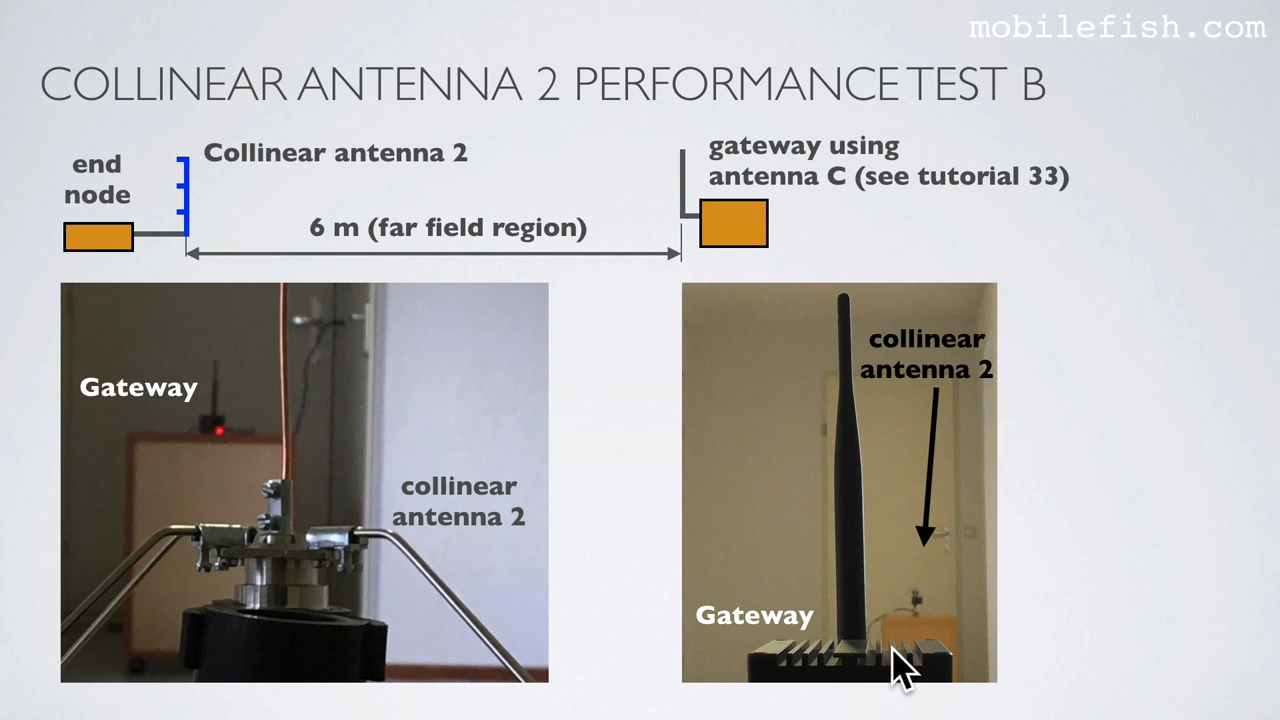 mobilefish.com
COLLINEAR ANTENNA 2 PERFORMANCE TEST B
end
node
Collinear antenna 2
6 m (far field region)
gateway using
antenna C (see tutorial 33)
Gateway
collinear
antenna 2
collinear
antenna 2
Gateway